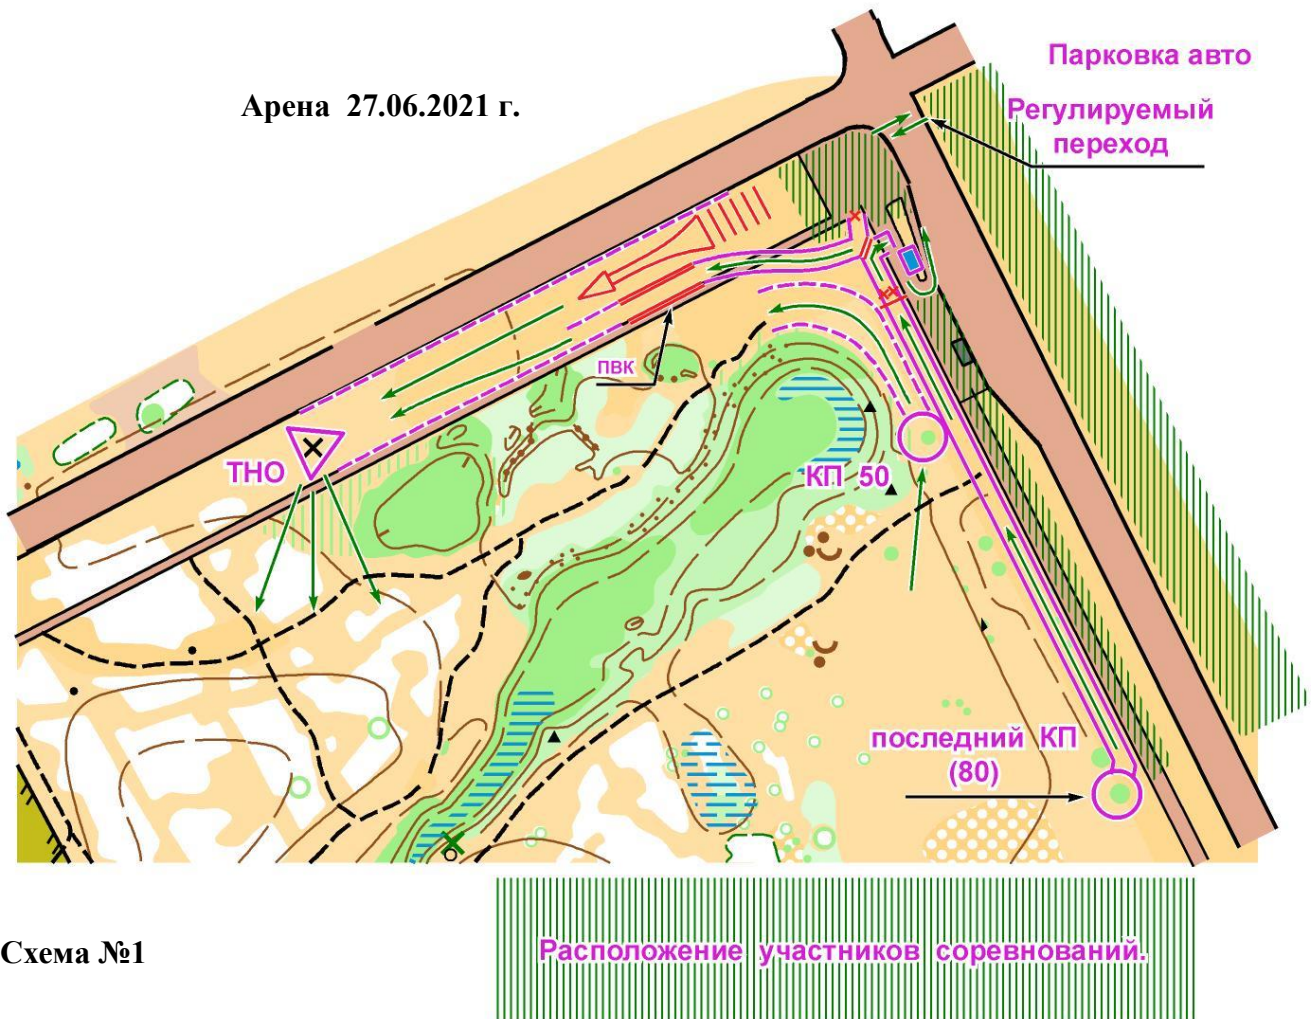 Парковка авто
Арена 27.06.2021 г.
Регулируемый
переход
ПВК
ТНО
КП 50
последний КП
(80)
Схема №1
Расположение участников соревнований.